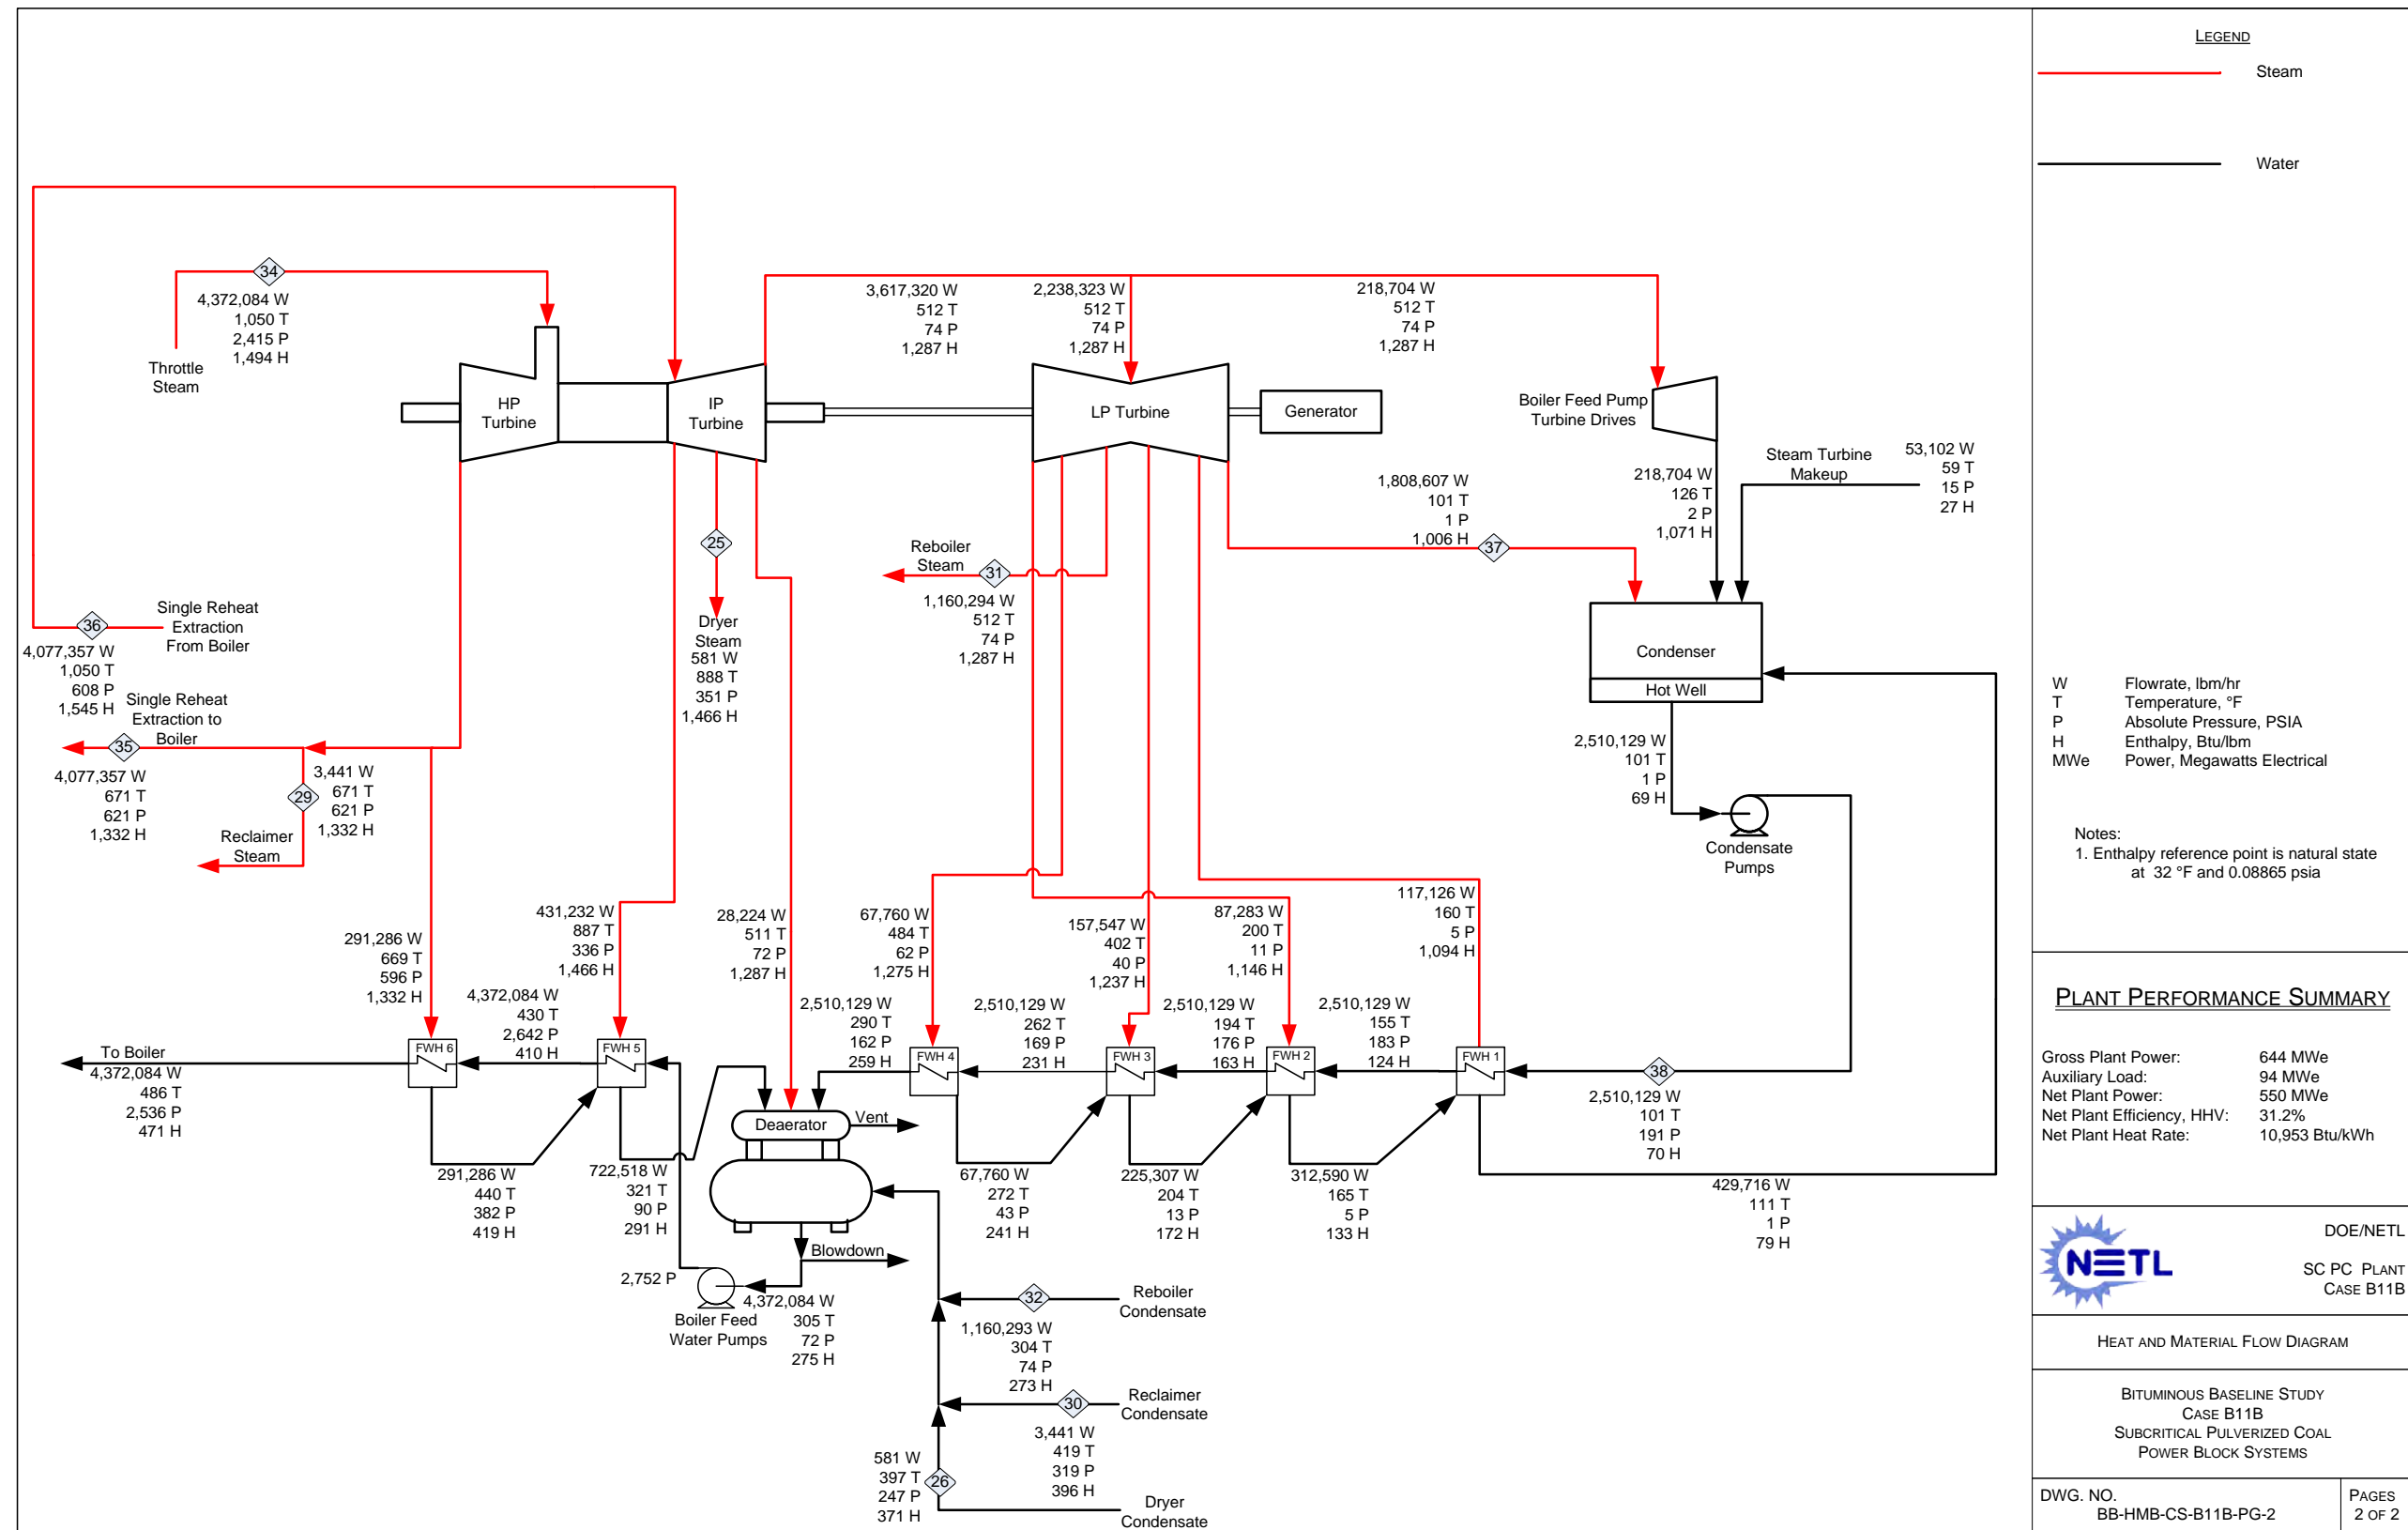 LEGEND
Steam
Water
34
4,372,084 W
1,050 T
2,415 P
1,494 H
Throttle
Steam
HP
Turbine
IP
Turbine
3,617,320 W
512 T
74 P
1,287 H
2,238,323 W
512 T
74 P
1,287 H
218,704 W
512 T
74 P
1,287 H
LP Turbine
Generator
Boiler Feed Pump
Turbine Drives
Steam Turbine
Makeup
53,102 W
59 T
15 P
27 H
218,704 W
126 T
2 P
1,071 H
1,808,607 W
101 T
1 P
1,006 H
37
25
Dryer
Steam
581 W
888 T
351 P
1,466 H
Reboiler
Steam
31
1,160,294 W
512 T
74 P
1,287 H
Single Reheat
Extraction
From Boiler
36
4,077,357 W
1,050 T
608 P
1,545 H
Single Reheat
Extraction to
Boiler
35
4,077,357 W
671 T
621 P
1,332 H
3,441 W
671 T
621 P
1,332 H
29
Reclaimer
Steam
Condenser
Hot Well
2,510,129 W
101 T
1 P
69 H
Condensate
Pumps
W Flowrate, lbm/hr
T Temperature, °F
P Absolute Pressure, PSIA
H Enthalpy, Btu/lbm
MWe Power, Megawatts Electrical
Notes:
1. Enthalpy reference point is natural state
at 32 °F and 0.08865 psia
291,286 W
669 T
596 P
1,332 H
431,232 W
887 T
336 P
1,466 H
28,224 W
511 T
72 P
1,287 H
67,760 W
484 T
62 P
1,275 H
157,547 W
402 T
40 P
1,237 H
87,283 W
200 T
11 P
1,146 H
117,126 W
160 T
5 P
1,094 H
4,372,084 W
430 T
2,642 P
410 H
2,510,129 W
290 T
162 P
259 H
2,510,129 W
262 T
169 P
231 H
2,510,129 W
194 T
176 P
163 H
2,510,129 W
155 T
183 P
124 H
FWH 6
FWH 5
FWH 4
FWH 3
FWH 2
FWH 1
38
2,510,129 W
101 T
191 P
70 H
To Boiler
4,372,084 W
486 T
2,536 P
471 H
Deaerator
Vent
291,286 W
440 T
382 P
419 H
722,518 W
321 T
90 P
291 H
67,760 W
272 T
43 P
241 H
225,307 W
204 T
13 P
172 H
312,590 W
165 T
5 P
133 H
429,716 W
111 T
1 P
79 H
Blowdown
2,752 P
Boiler Feed
Water Pumps
4,372,084 W
305 T
72 P
275 H
32
Reboiler
Condensate
1,160,293 W
304 T
74 P
273 H
30
Reclaimer
Condensate
3,441 W
419 T
319 P
396 H
581 W
397 T
247 P
371 H
26
Dryer
Condensate
PLANT PERFORMANCE SUMMARY
Gross Plant Power: 644 MWe
Auxiliary Load: 94 MWe
Net Plant Power: 550 MWe
Net Plant Efficiency, HHV: 31.2%
Net Plant Heat Rate: 10,953 Btu/kWh
NETL
DOE/NETL
SC PC PLANT
CASE B11B
HEAT AND MATERIAL FLOW DIAGRAM
BITUMINOUS BASELINE STUDY
CASE B11B
SUBCRITICAL PULVERIZED COAL
POWER BLOCK SYSTEMS
DWG. NO.
BB-HMB-CS-B11B-PG-2
PAGES
2 OF 2